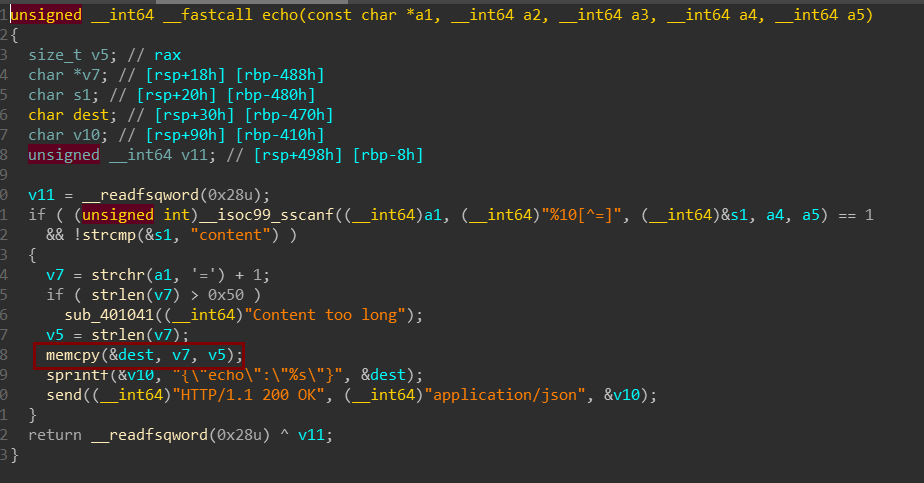 1 unsigned __int64 __fastcall echo(const char *a1, __int64 a2, __int64 a3, __int64 a4, __int64 a5)
2 {
3   size_t v5; // rax
4   char *v7; // [rsp+18h] [rbp-488h]
5   char s1; // [rsp+20h] [rbp-480h]
6   char dest; // [rsp+30h] [rbp-470h]
7   char v10; // [rsp+90h] [rbp-410h]
8   unsigned __int64 v11; // [rsp+498h] [rbp-8h]
9
0   v11 = __readfsqword(0x28u);
1   if ( (unsigned int)__isoc99_sscanf((__int64)a1, (__int64)"%10[^=]", (__int64)&s1, a4, a5) == 1
2     && !strcmp(&s1, "content") )
3   {
4     v7 = strchr(a1, '=') + 1;
5     if ( strlen(v7) > 0x50 )
6       sub_401041((__int64)"Content too long");
7     v5 = strlen(v7);
8     memcpy(&dest, v7, v5);
9     sprintf(&v10, "{\"echo\":\"%s\"}", &dest);
0     send((__int64)"HTTP/1.1 200 OK", (__int64)"application/json", &v10);
1   }
2   return __readfsqword(0x28u) ^ v11;
3 }